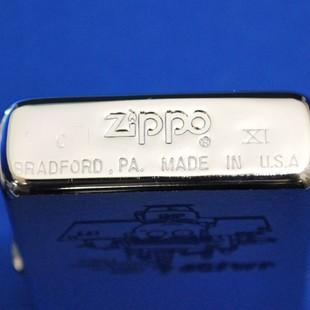 Zippo ®
C XI
BRADFORD, PA. MADE IN U.S.A